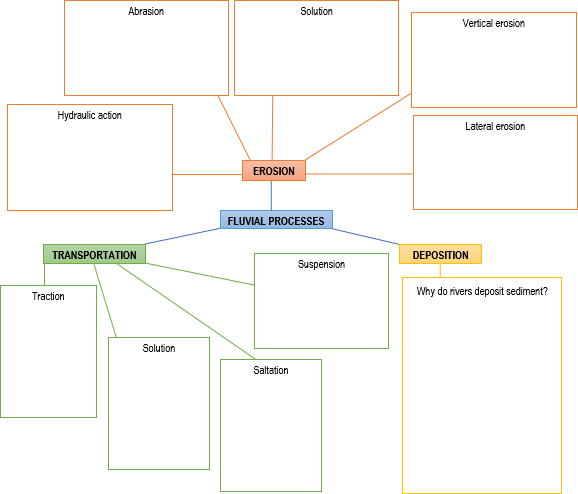 Abrasion
Solution
Vertical erosion
Hydraulic action
Lateral erosion
EROSION
FLUVIAL PROCESSES
TRANSPORTATION
DEPOSITION
Suspension
Why do rivers deposit sediment?
Traction
Solution
Saltation